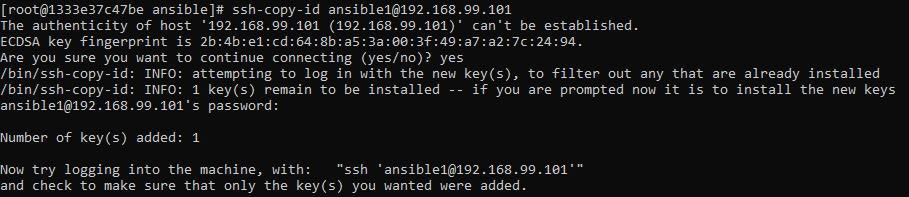 [root@1333e37c47be ansible]# ssh-copy-id ansible1@192.168.99.101
The authenticity of host '192.168.99.101 (192.168.99.101)' can't be established.
ECDSA key fingerprint is 2b:4b:e1:cd:64:8b:a5:3a:00:3f:49:a7:a2:7c:24:94.
Are you sure you want to continue connecting (yes/no)? yes
/bin/ssh-copy-id: INFO: attempting to log in with the new key(s), to filter out any that are already installed
/bin/ssh-copy-id: INFO: 1 key(s) remain to be installed -- if you are prompted now it is to install the new keys
ansible1@192.168.99.101's password:
Number of key(s) added: 1
Now try logging into the machine, with:   "ssh 'ansible1@192.168.99.101'"
and check to make sure that only the key(s) you wanted were added.